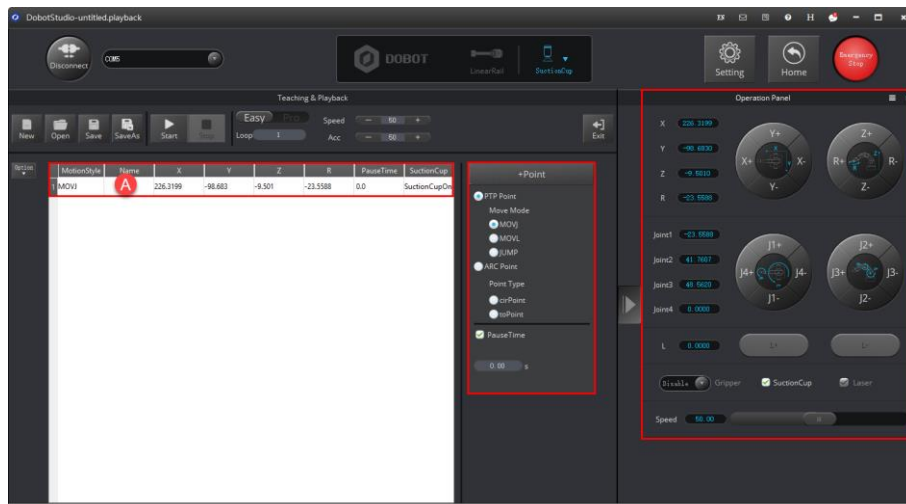 DobotStudio-untitled.playback
H
Disconnect
COM5
DOBOT
LinearRail
SuctionCup
Setting
Home
Emergency
Stop
Teaching & Playback
Operation Panel
New Open Save SaveAs Start Stop
Easy Pro
Loop 1
Speed − 50 +
Acc − 50 +
Exit
Option
MotionStyle Name X Y Z R PauseTime SuctionCup
1 MOVJ A 226.3199 -98.683 -9.501 -23.5588 0.0 SuctionCupOn
+Point
PTP Point
Move Mode
MOVJ
MOVL
JUMP
ARC Point
Point Type
cirPoint
toPoint
PauseTime
0.00 s
X 226.3199
Y -98.6830
Z -9.5010
R -23.5588
Y+
X+ X-
Y-
Z+
R+ R-
Z-
Joint1 -23.5588
Joint2 41.7687
Joint3 48.5620
Joint4 0.0000
J1+
J4+ J4-
J1-
J2+
J3+ J3-
J2-
L 0.0000
L+ L-
Disable Gripper SuctionCup Laser
Speed 50.00